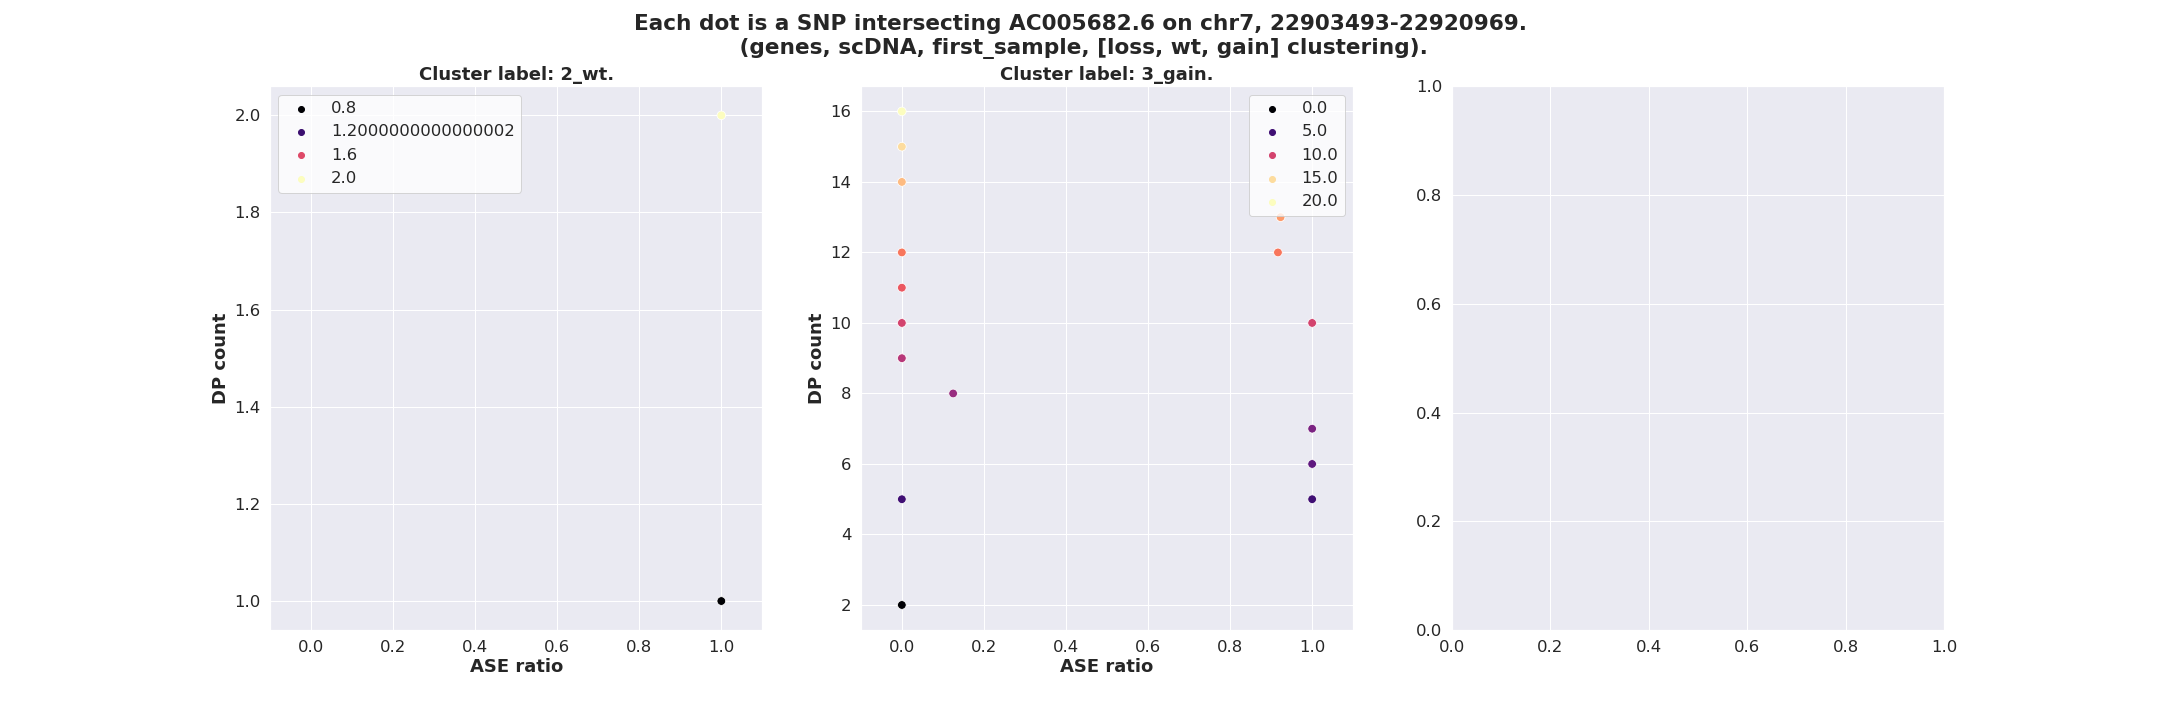 Each dot is a SNP intersecting AC005682.6 on chr7, 22903493-22920969.
(genes, scDNA, first_sample, [loss, wt, gain] clustering).
Cluster label: 2_wt.
2.0
1.8
1.6
1.4
1.2
1.0
DP count
0.8
1.2000000000000002
1.6
2.0
0.0 0.2 0.4 0.6 0.8 1.0
ASE ratio
Cluster label: 3_gain.
16
14
12
10
8
6
4
2
DP count
0.0
5.0
10.0
15.0
20.0
0.0 0.2 0.4 0.6 0.8 1.0
ASE ratio
1.0
0.8
0.6
0.4
0.2
0.0
0.0 0.2 0.4 0.6 0.8 1.0